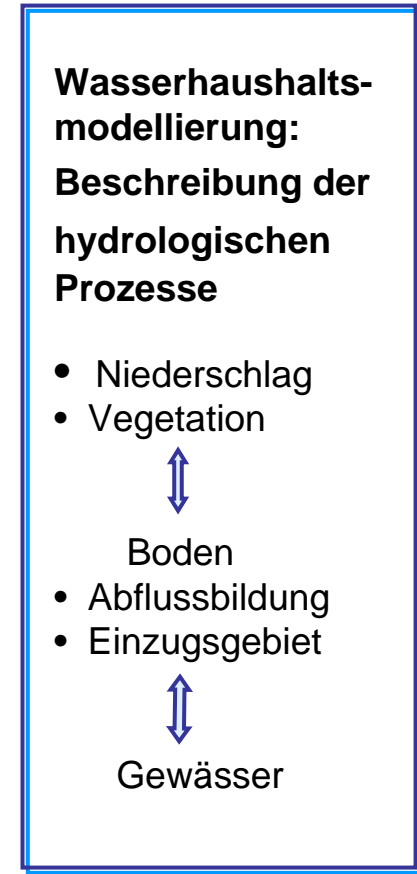 Wasserhaushalts-
modellierung:
Beschreibung der
hydrologischen
Prozesse
• Niederschlag
• Vegetation
Boden
• Abflussbildung
• Einzugsgebiet
Gewässer